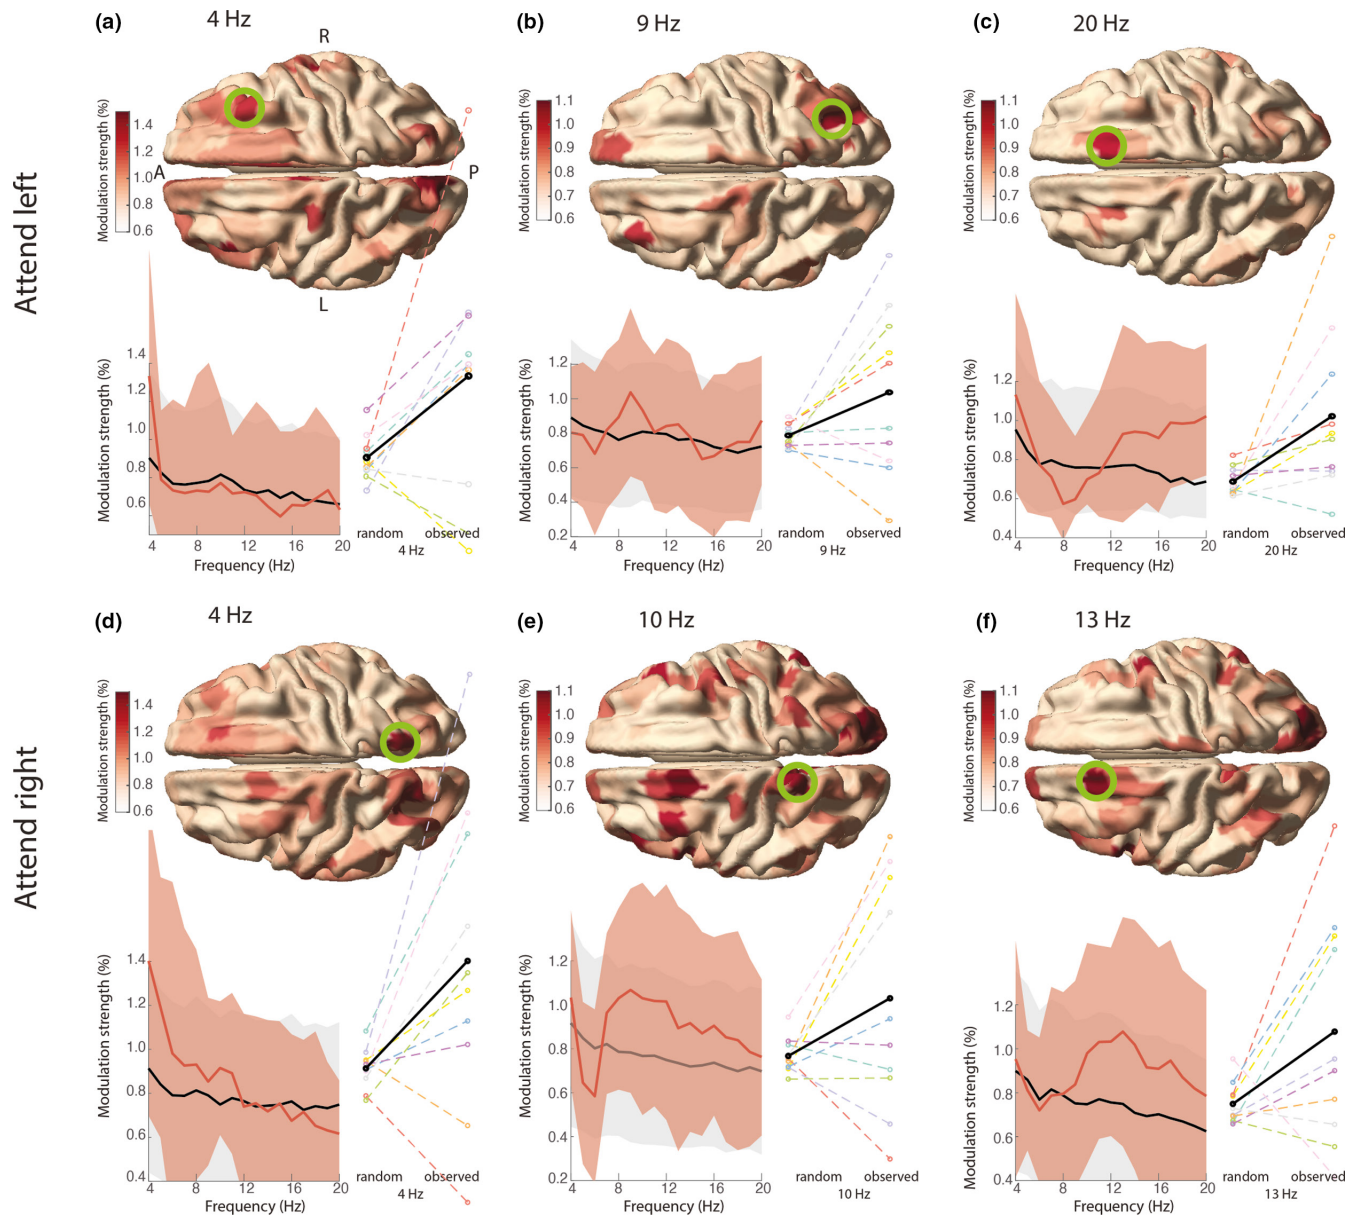 Attend left
(a) 4 Hz
R
A
P
L
Modulation strength (%)
1.4
1.2
1.0
0.8
0.6
Modulation strength (%)
1.4
1.2
1.0
0.8
0.6
4 8 12 16 20
Frequency (Hz)
random observed
4 Hz
(b) 9 Hz
Modulation strength (%)
1.1
1.0
0.9
0.8
0.7
0.6
Modulation strength (%)
1.2
1.0
0.8
0.6
0.4
0.2
4 8 12 16 20
Frequency (Hz)
random observed
9 Hz
(c) 20 Hz
Modulation strength (%)
1.1
1.0
0.9
0.8
0.7
0.6
Modulation strength (%)
1.2
1.0
0.8
0.6
0.4
4 8 12 16 20
Frequency (Hz)
random observed
20 Hz
Attend right
(d) 4 Hz
Modulation strength (%)
1.4
1.2
1.0
0.8
0.6
Modulation strength (%)
1.4
1.2
1.0
0.8
0.6
0.4
4 8 12 16 20
Frequency (Hz)
random observed
4 Hz
(e) 10 Hz
Modulation strength (%)
1.1
1.0
0.9
0.8
0.7
0.6
Modulation strength (%)
1.2
1.0
0.8
0.6
0.4
0.2
4 8 12 16 20
Frequency (Hz)
random observed
10 Hz
(f) 13 Hz
Modulation strength (%)
1.1
1.0
0.9
0.8
0.7
0.6
Modulation strength (%)
1.2
1.0
0.8
0.6
0.4
4 8 12 16 20
Frequency (Hz)
random observed
13 Hz